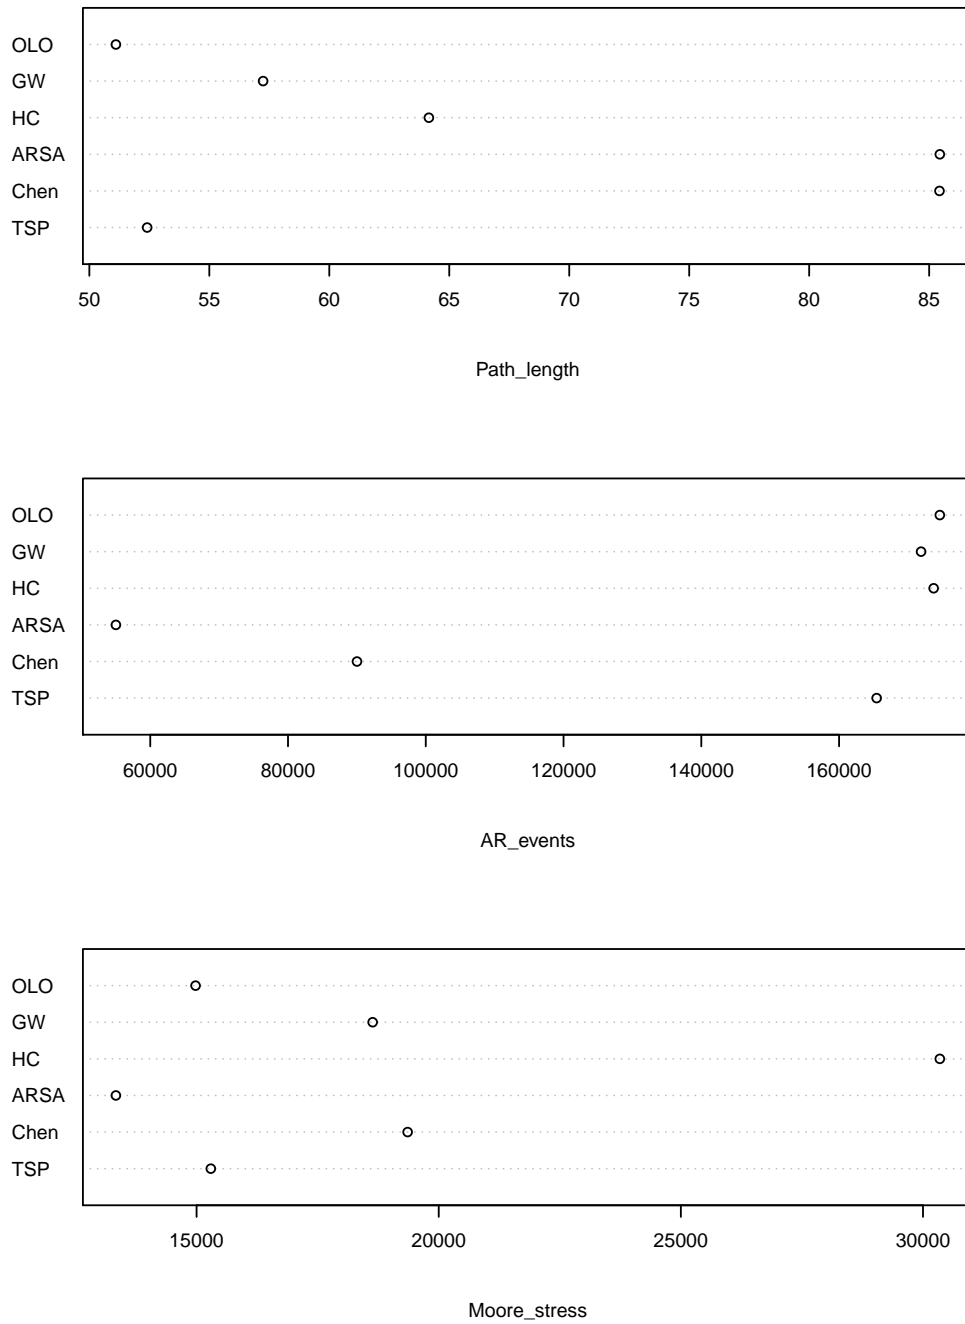 OLO
GW
HC
ARSA
Chen
TSP
50 55 60 65 70 75 80 85
Path_length
OLO
GW
HC
ARSA
Chen
TSP
60000 80000 100000 120000 140000 160000
AR_events
OLO
GW
HC
ARSA
Chen
TSP
15000 20000 25000 30000
Moore_stress